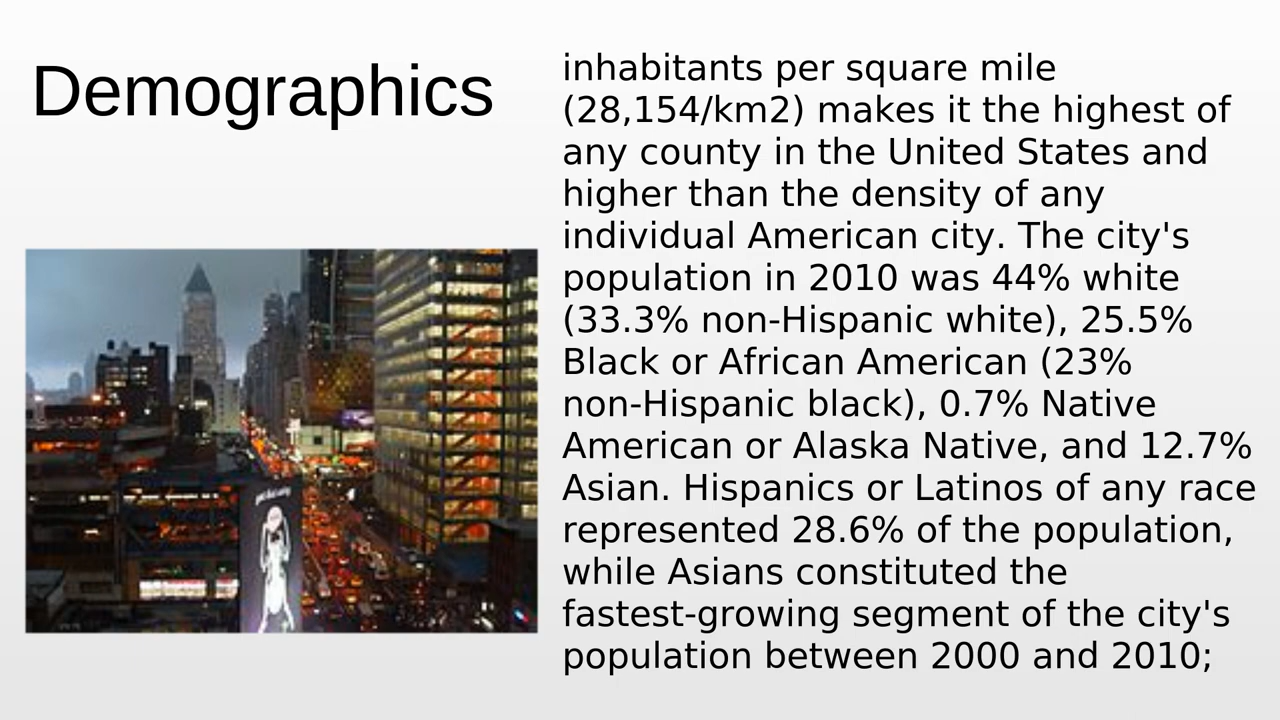 Demographics
inhabitants per square mile
(28,154/km2) makes it the highest of
any county in the United States and
higher than the density of any
individual American city. The city's
population in 2010 was 44% white
(33.3% non-Hispanic white), 25.5%
Black or African American (23%
non-Hispanic black), 0.7% Native
American or Alaska Native, and 12.7%
Asian. Hispanics or Latinos of any race
represented 28.6% of the population,
while Asians constituted the
fastest-growing segment of the city's
population between 2000 and 2010;